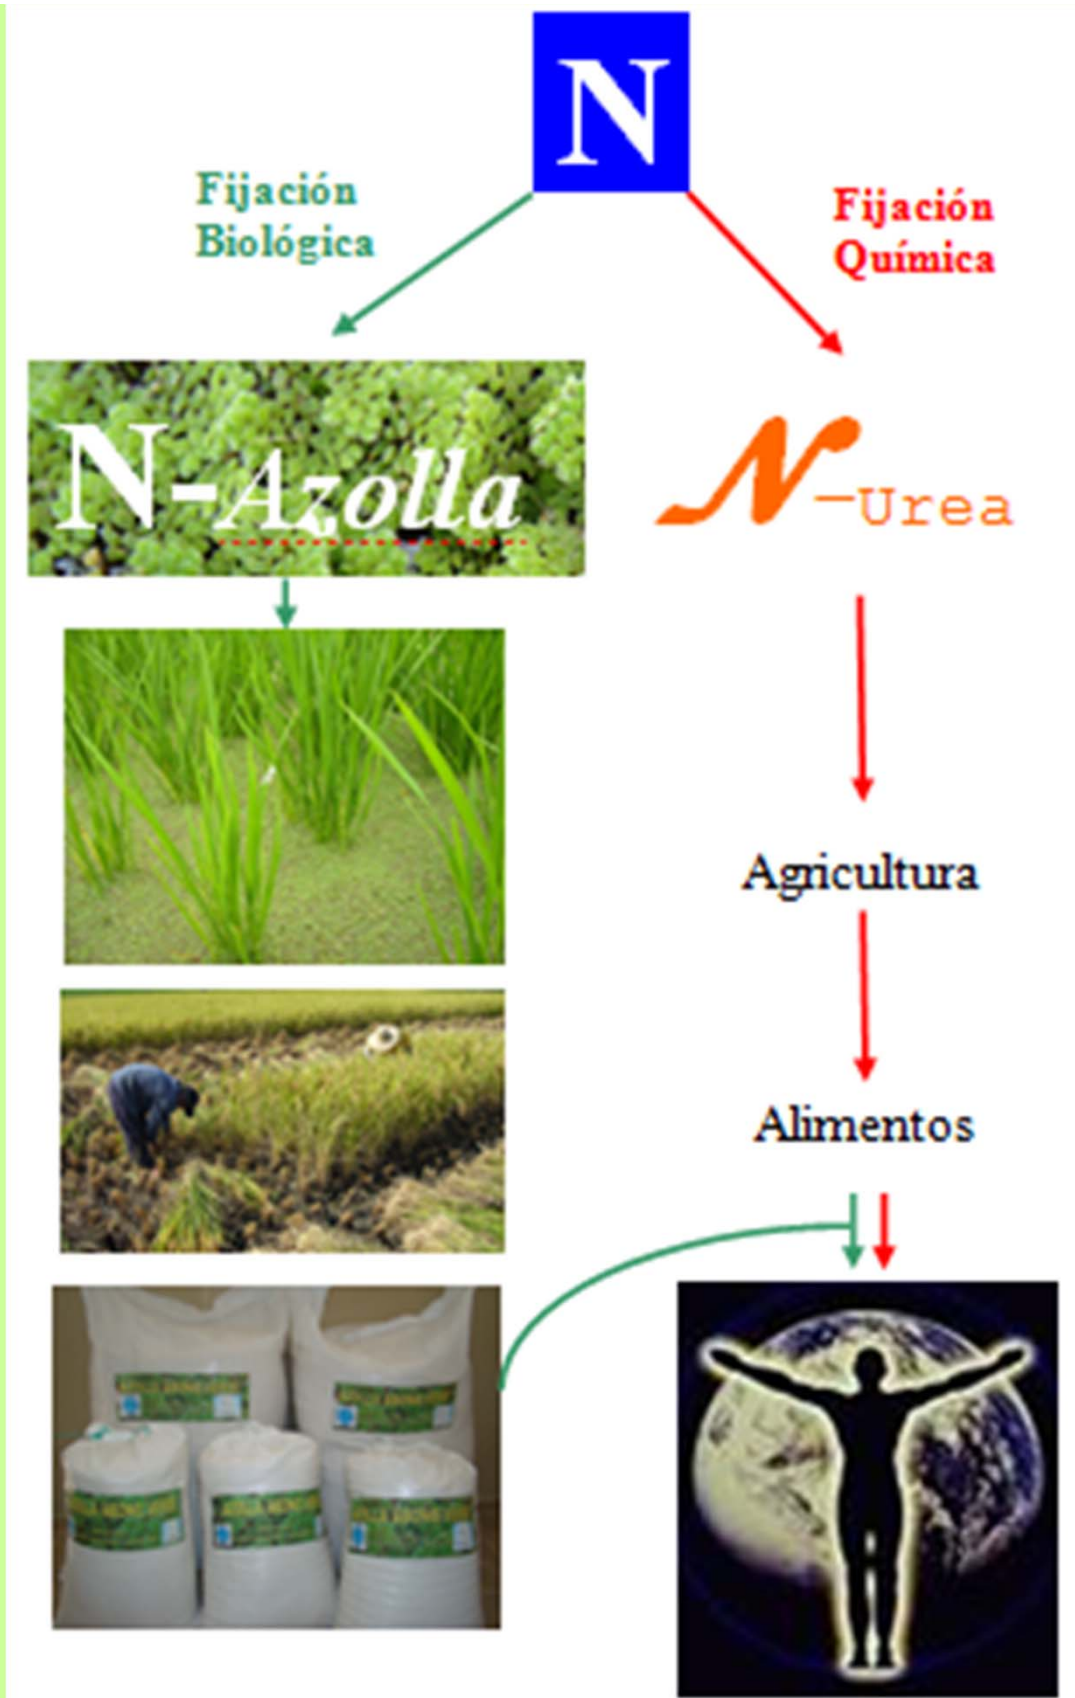 N
Fijación
Biológica
Fijación
Química
N-Azolla
N-Urea
Agricultura
Alimentos